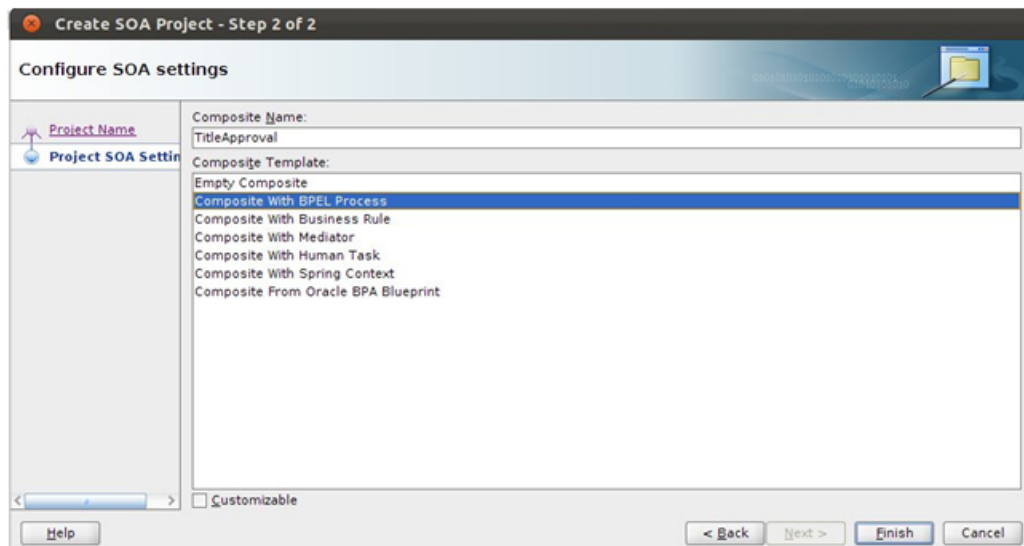 Create SOA Project - Step 2 of 2
Configure SOA settings
Project Name
Project SOA Settin
Composite Name:
TitleApproval
Composite Template:
Empty Composite
Composite With BPEL Process
Composite With Business Rule
Composite With Mediator
Composite With Human Task
Composite With Spring Context
Composite From Oracle BPA Blueprint
Customizable
Help
< Back
Next >
Finish
Cancel